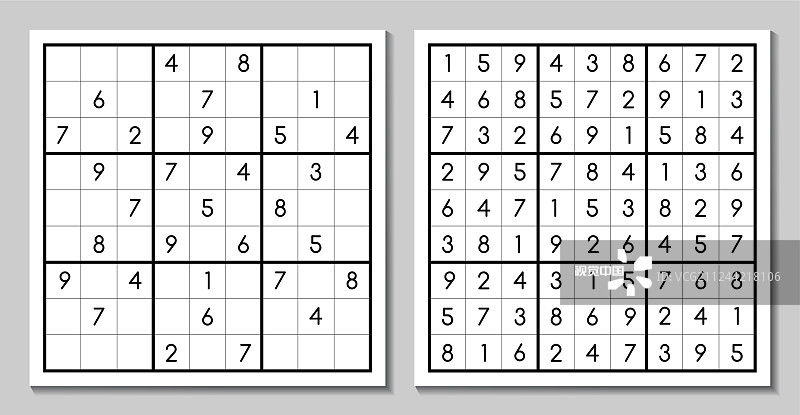 4 8
6 7 1
7 2 9 5 4
9 7 4 3
7 5 8
8 9 6 5
9 4 1 7 8
7 6 4
2 7
1 5 9 4 3 8 6 7 2
4 6 8 5 7 2 9 1 3
7 3 2 6 9 1 5 8 4
2 9 5 7 8 4 1 3 6
6 4 7 1 5 3 8 2 9
3 8 1 9 2 6 4 5 7
9 2 4 3 1 5 7 6 8
5 7 3 8 6 9 2 4 1
8 1 6 2 4 7 3 9 5
视觉中国
ID: VCG211244218106